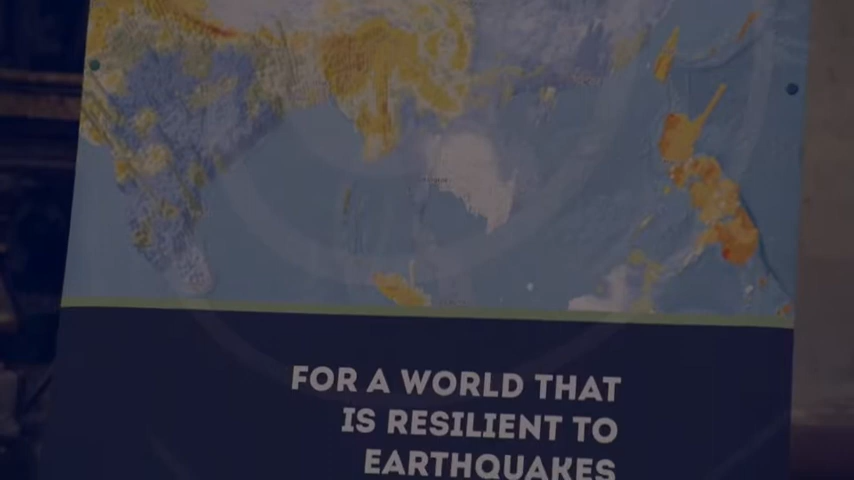 FOR A WORLD THAT
IS RESILIENT TO
EARTHQUAKES